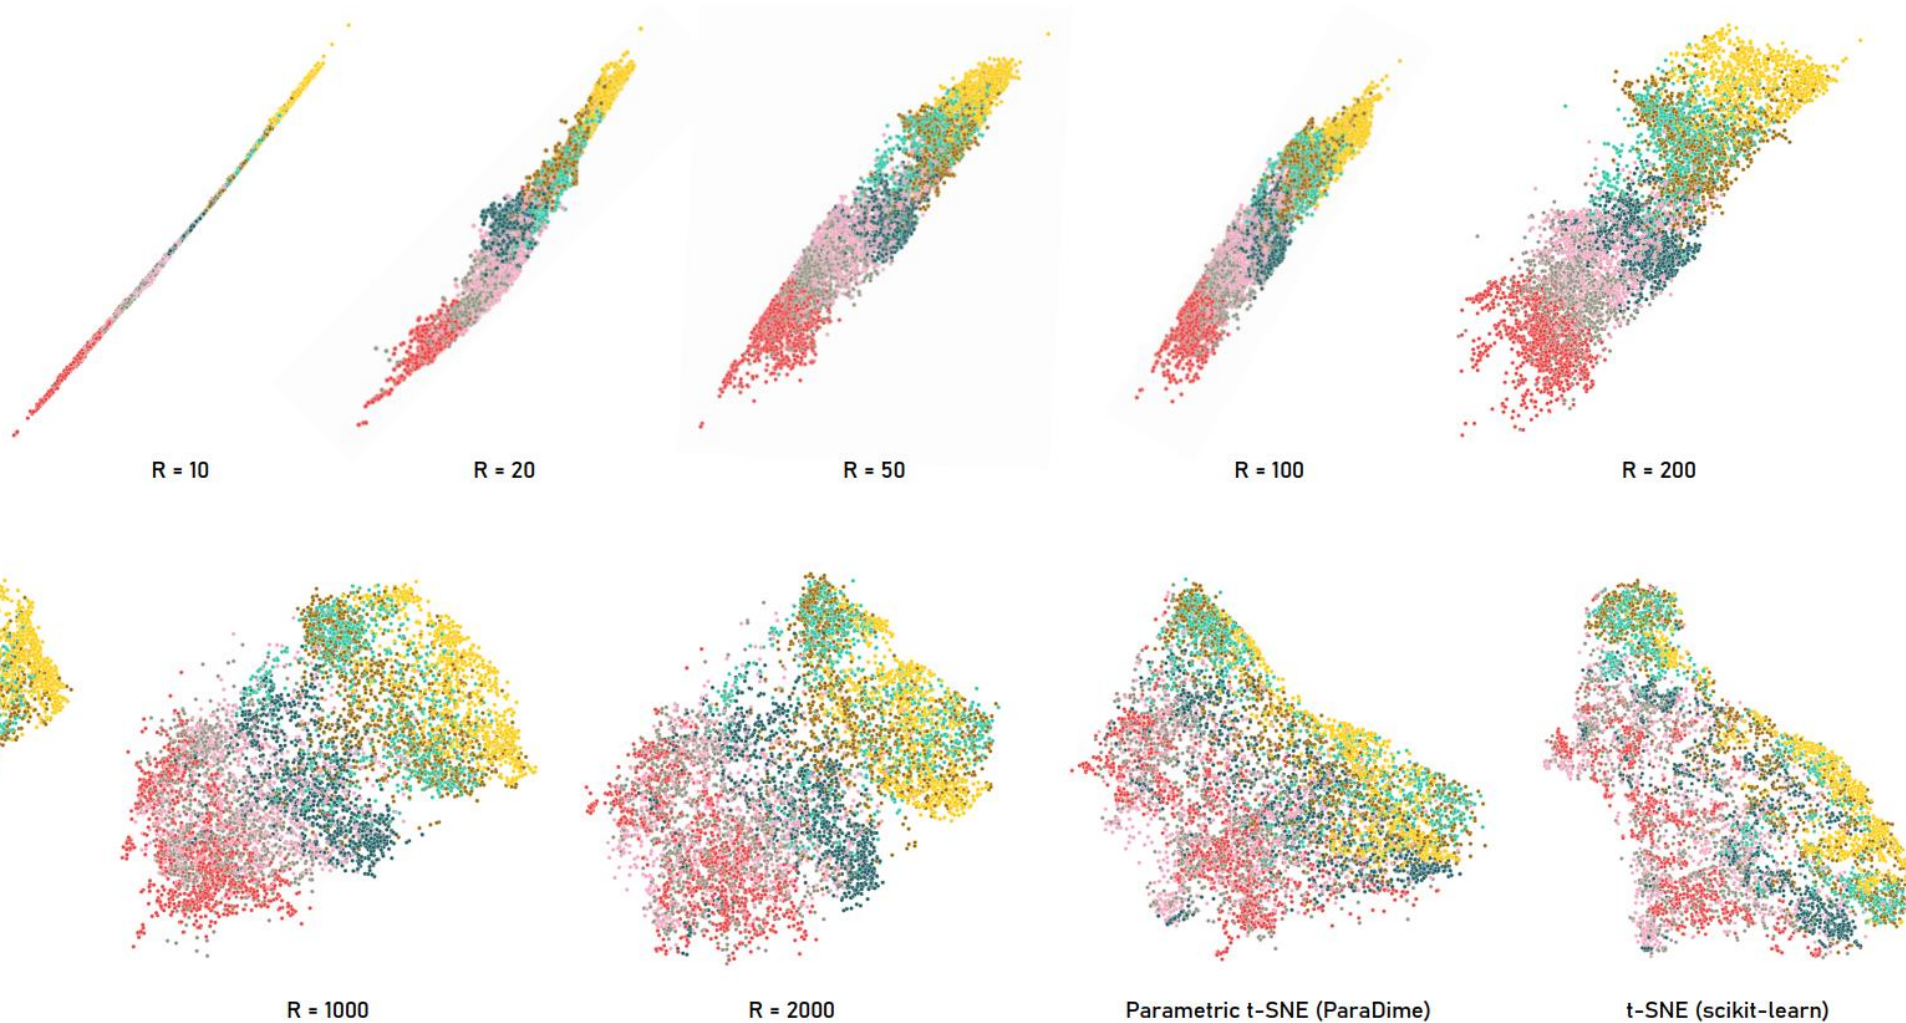 R = 10
R = 20
R = 50
R = 100
R = 200
R = 1000
R = 2000
Parametric t-SNE (ParaDime)
t-SNE (scikit-learn)